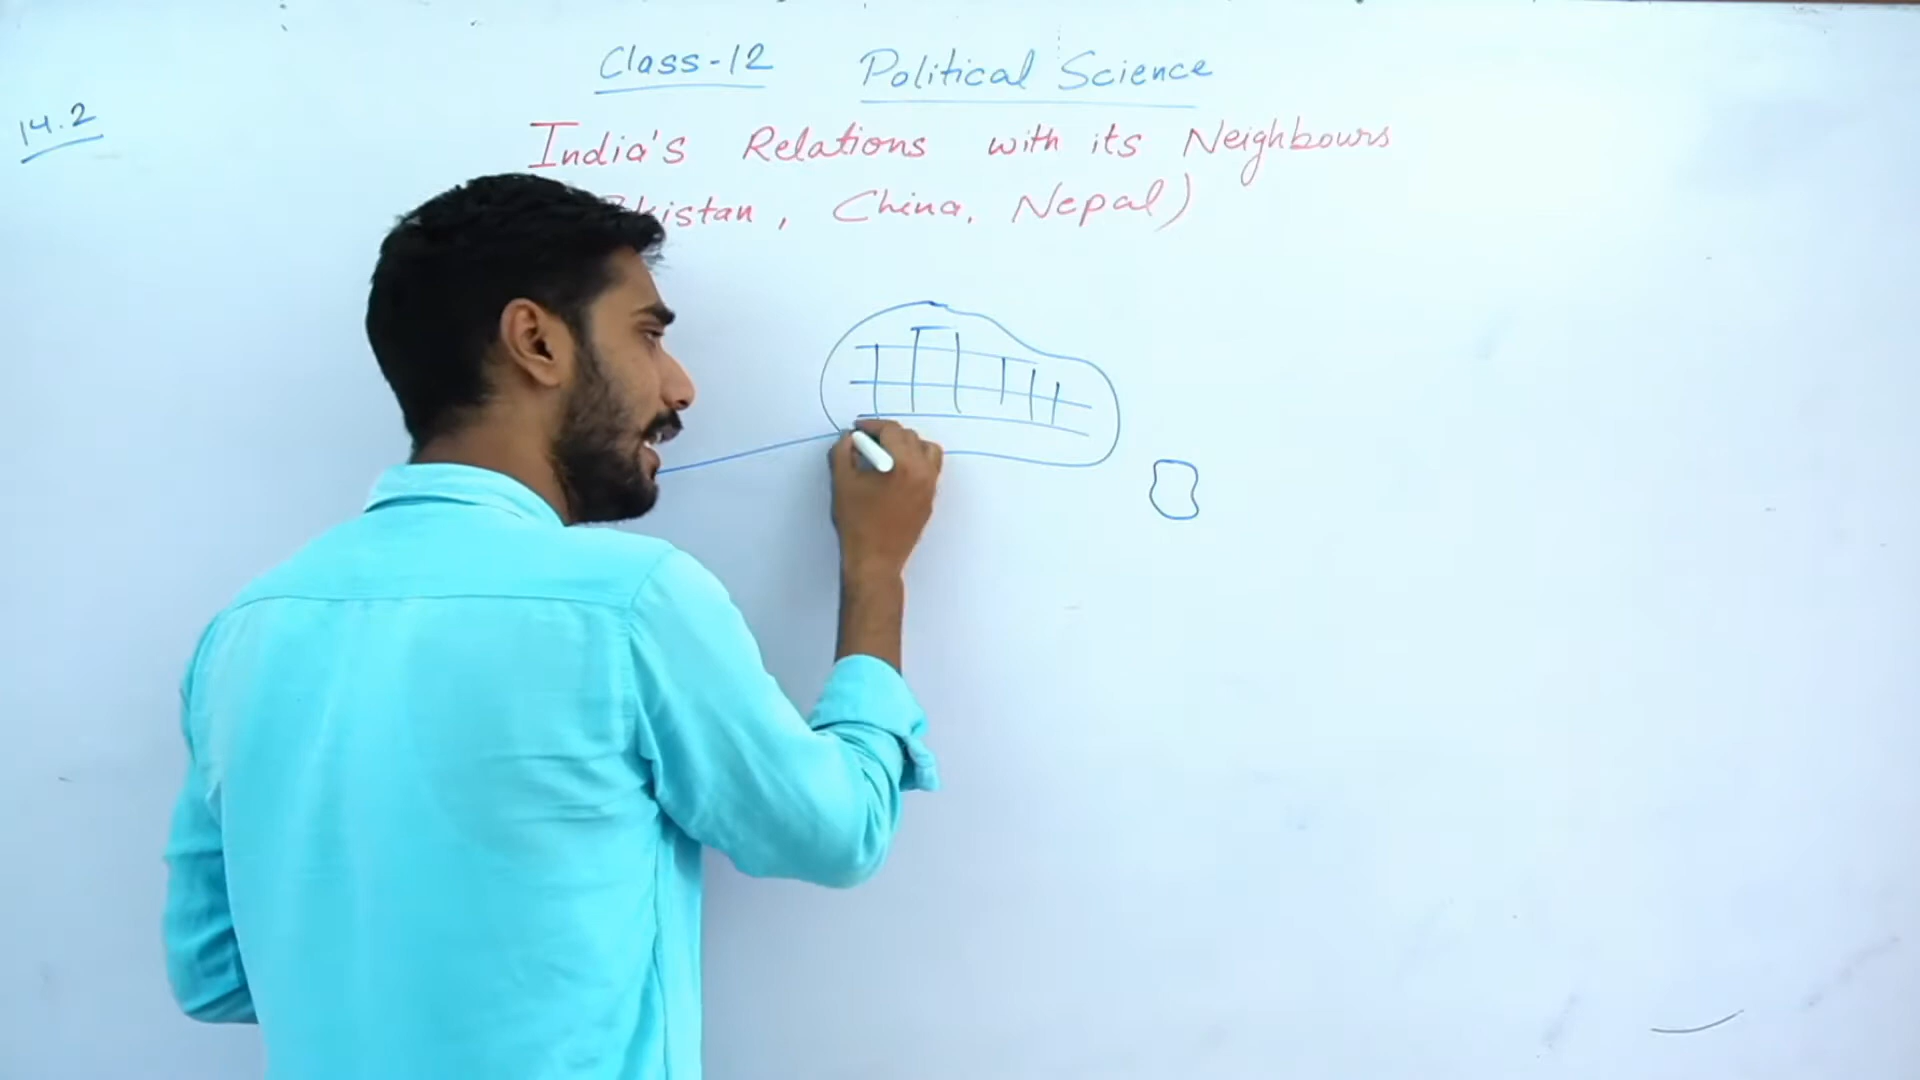 Class-12 Political Science
14.2
India's Relations with its Neighbours
kistan, China, Nepal)